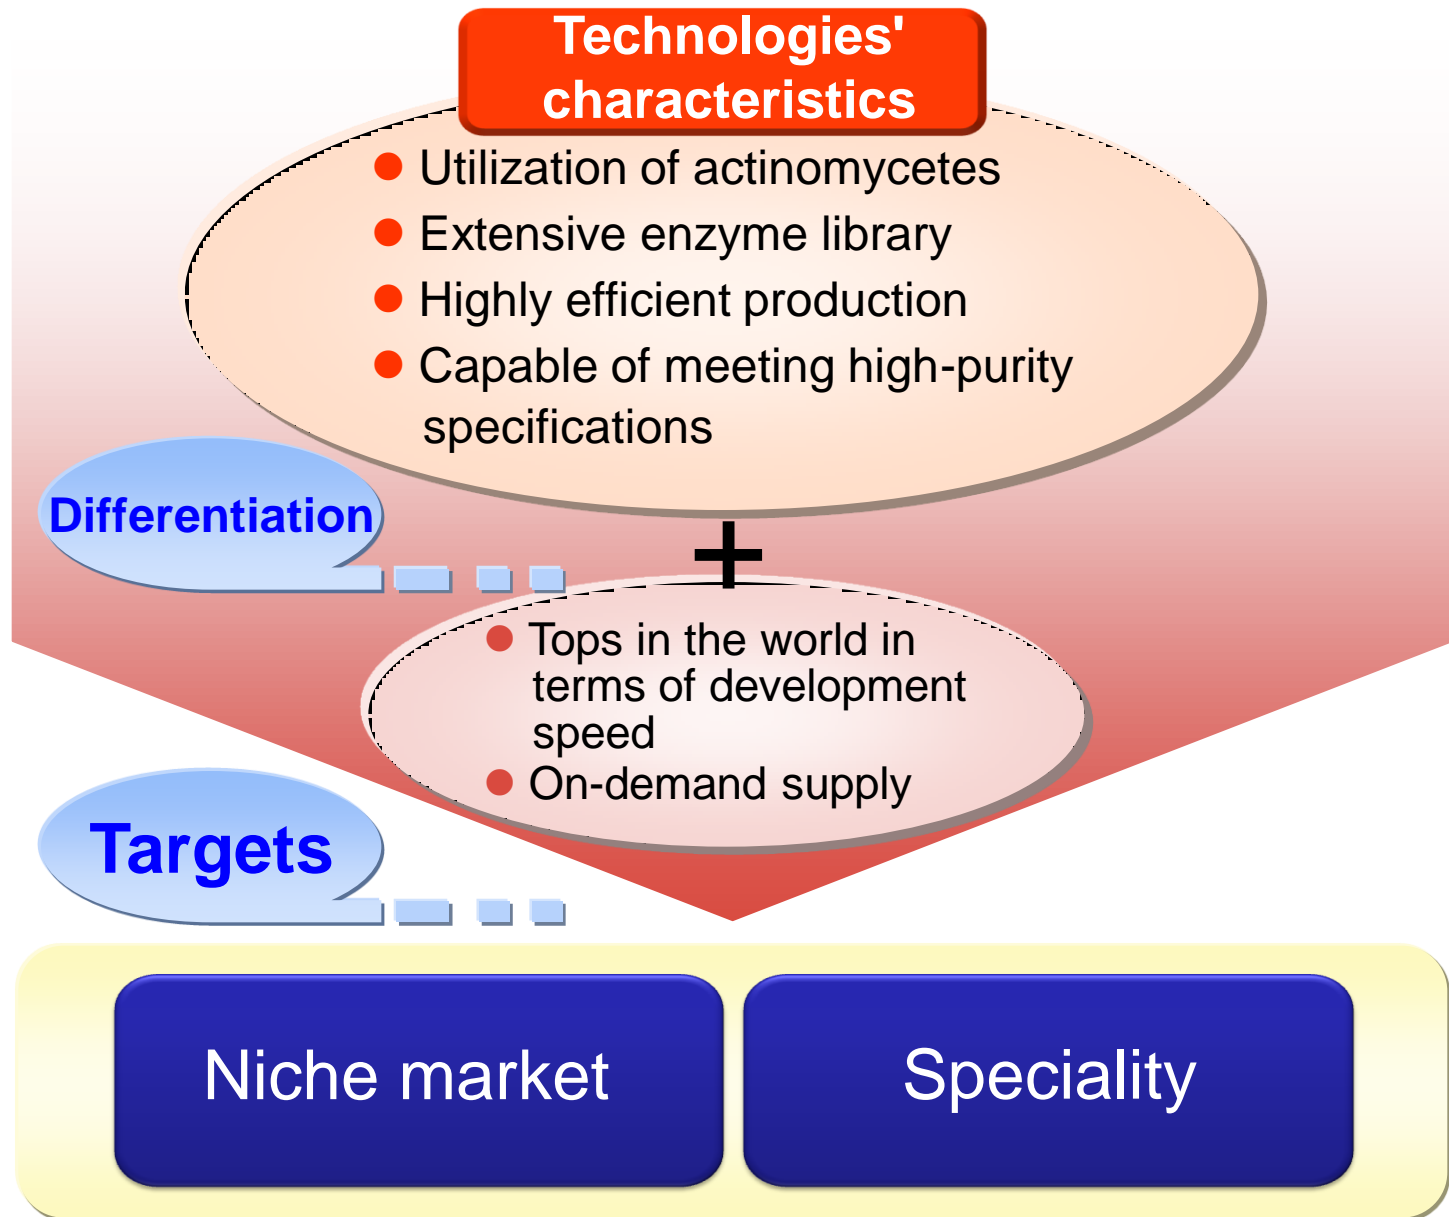 Technologies'
characteristics
● Utilization of actinomycetes
● Extensive enzyme library
● Highly efficient production
● Capable of meeting high-purity
specifications
Differentiation
+
● Tops in the world in
terms of development
speed
● On-demand supply
Targets
Niche market
Speciality